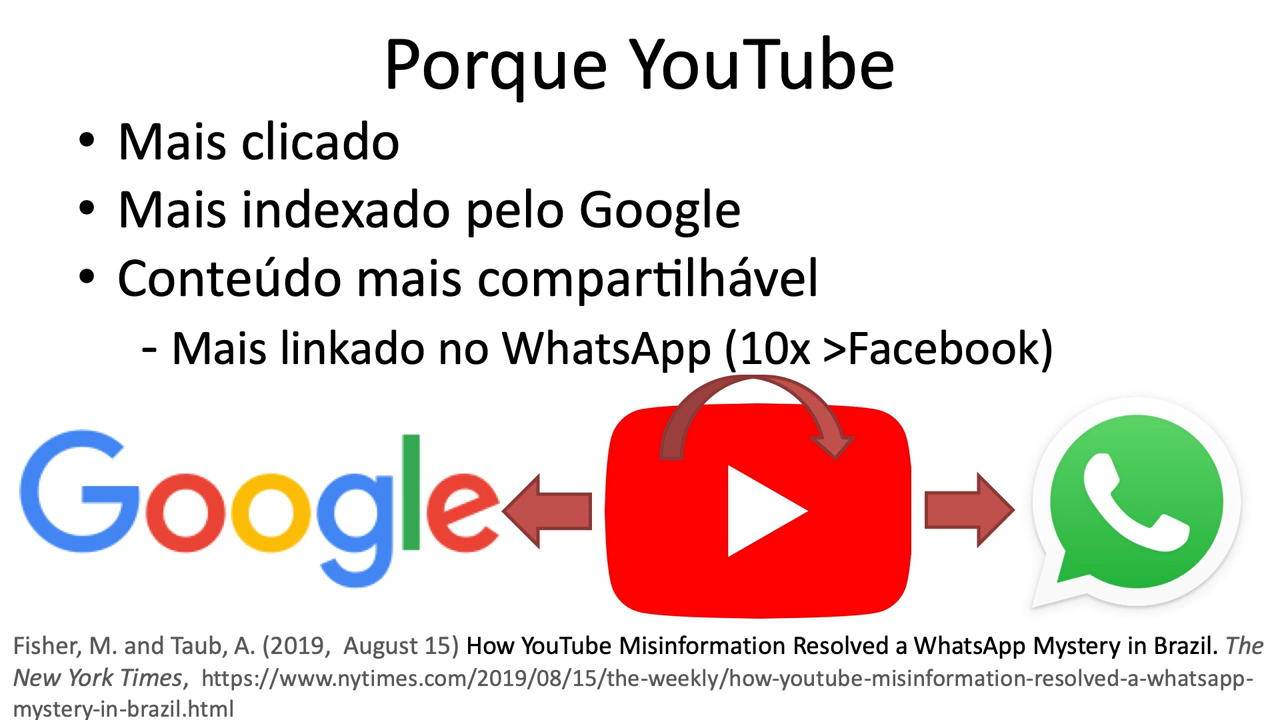 Porque YouTube
• Mais clicado
• Mais indexado pelo Google
• Conteúdo mais compartilhável
- Mais linkado no WhatsApp (10x >Facebook)
Google
Fisher, M. and Taub, A. (2019, August 15) How YouTube Misinformation Resolved a WhatsApp Mystery in Brazil. The
New York Times, https://www.nytimes.com/2019/08/15/the-weekly/how-youtube-misinformation-resolved-a-whatsapp-
mystery-in-brazil.html